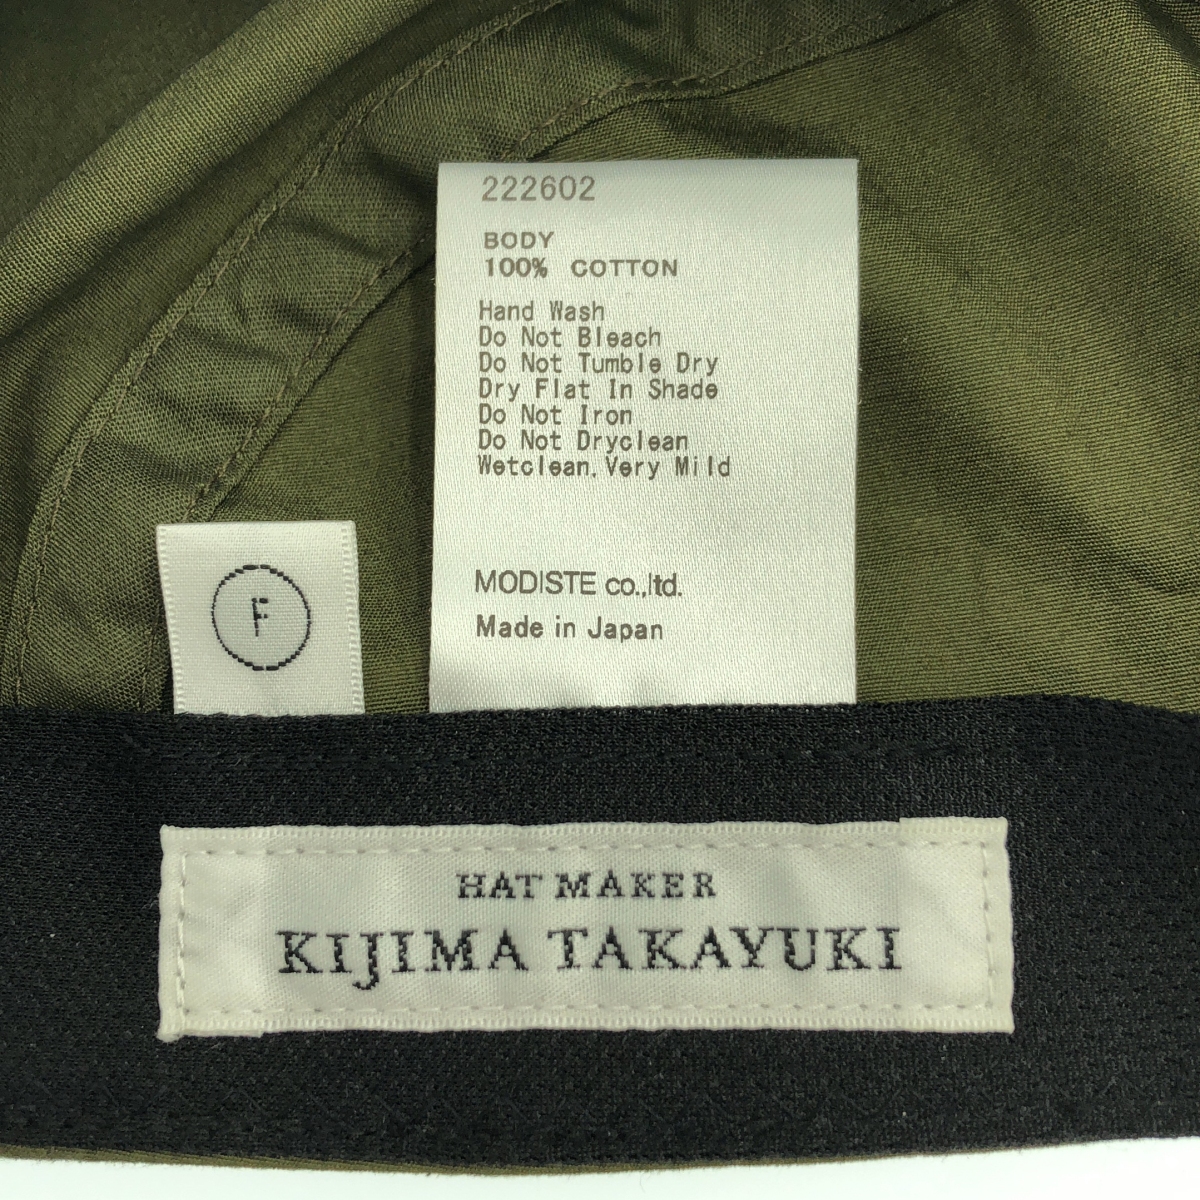 222602
BODY
100% COTTON
Hand Wash
Do Not Bleach
Do Not Tumble Dry
Dry Flat In Shade
Do Not Iron
Do Not Dryclean
Wetclean, Very Mild
MODISTE co.,ltd.
Made in Japan
F
HAT MAKER
KIJIMA TAKAYUKI